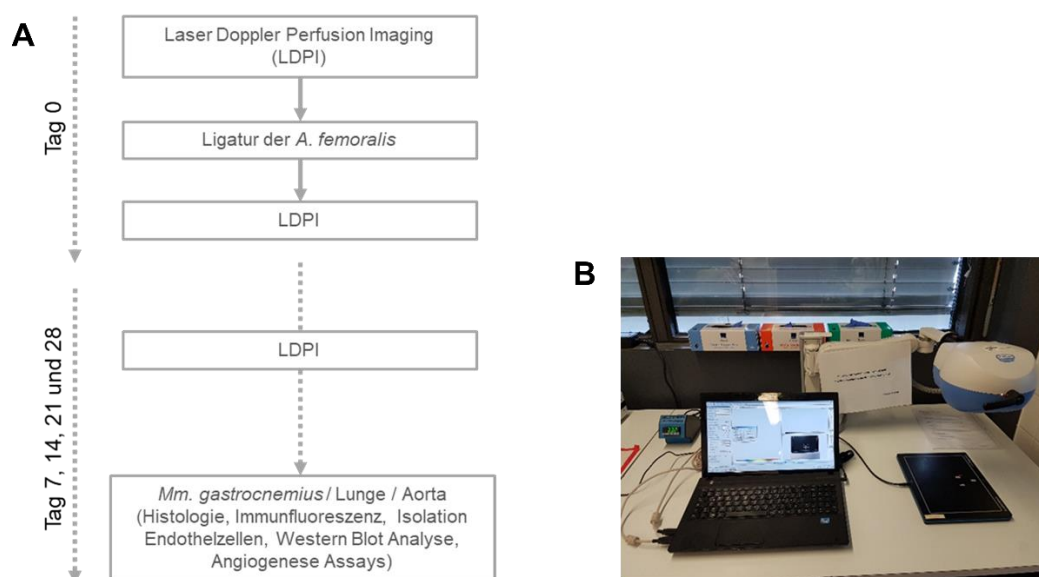 A
Tag 0
Laser Doppler Perfusion Imaging
(LDPI)
Ligatur der A. femoralis
LDPI
Tag 7, 14, 21 und 28
LDPI
Mm. gastrocnemius / Lunge / Aorta
(Histologie, Immunfluoreszenz, Isolation
Endothelzellen, Western Blot Analyse,
Angiogenese Assays)
B